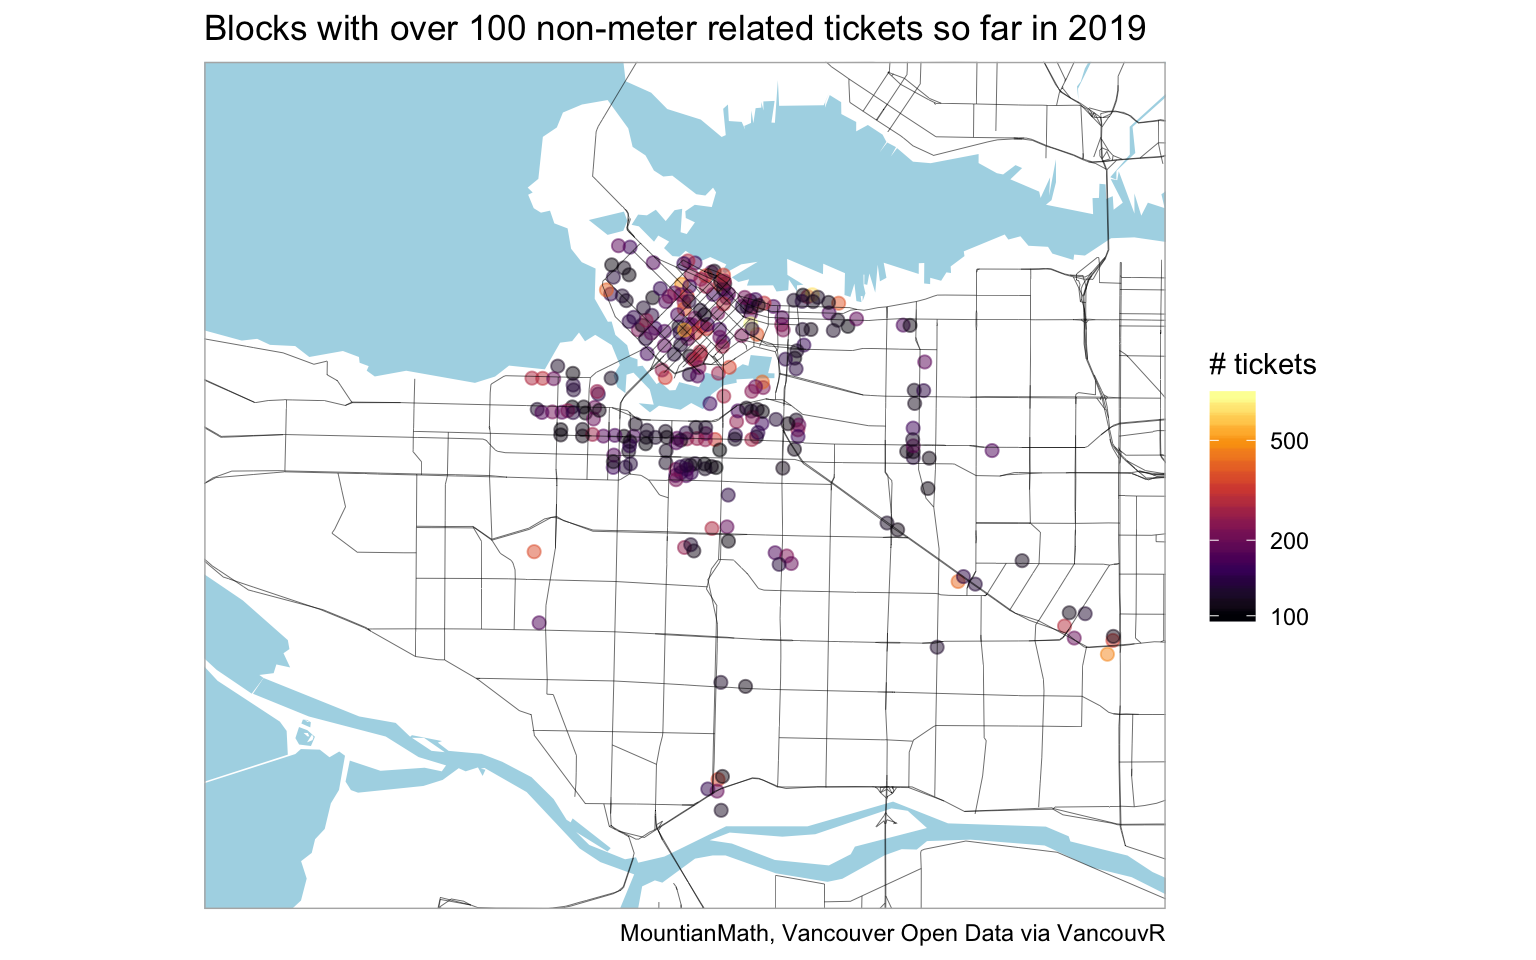 Blocks with over 100 non-meter related tickets so far in 2019
# tickets
500
200
100
MountianMath, Vancouver Open Data via VancouvR